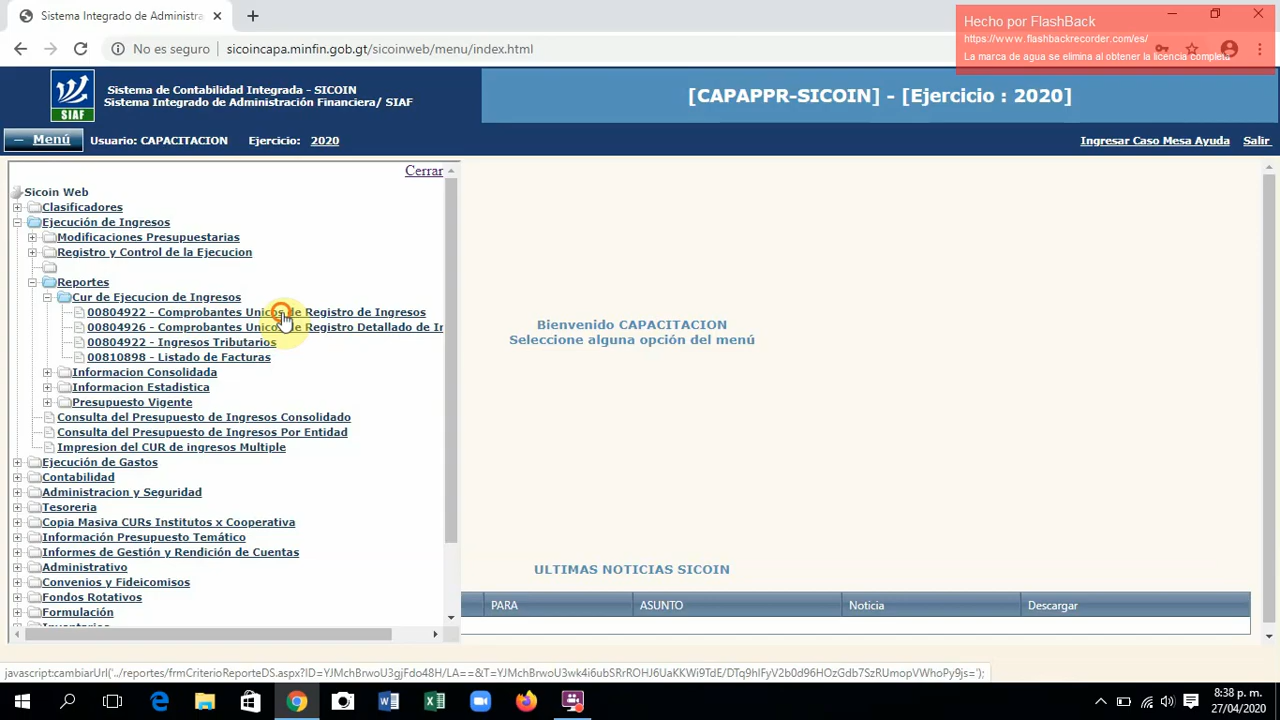 Sistema Integrado de Administra
Hecho por FlashBack
https://www.flashbackrecorder.com/es/
La marca de agua se elimina al obtener la licencia completa
No es seguro
sicoincapa.minfin.gob.gt/sicoinweb/menu/index.html
SIAF
Sistema de Contabilidad Integrada - SICOIN
Sistema Integrado de Administración Financiera/ SIAF
[CAPAPPR-SICOIN] - [Ejercicio : 2020]
Menú
Usuario: CAPACITACION
Ejercicio: 2020
Ingresar Caso Mesa Ayuda
Salir
Cerrar
Sicoin Web
Clasificadores
Ejecución de Ingresos
Modificaciones Presupuestarias
Registro y Control de la Ejecucion
Reportes
Cur de Ejecucion de Ingresos
00804922 - Comprobantes Unicos de Registro de Ingresos
00804926 - Comprobantes Unicos de Registro Detallado de In
00804922 - Ingresos Tributarios
00810898 - Listado de Facturas
Informacion Consolidada
Informacion Estadistica
Presupuesto Vigente
Consulta del Presupuesto de Ingresos Consolidado
Consulta del Presupuesto de Ingresos Por Entidad
Impresion del CUR de ingresos Multiple
Ejecución de Gastos
Contabilidad
Administracion y Seguridad
Tesoreria
Copia Masiva CURs Institutos x Cooperativa
Información Presupuesto Temático
Informes de Gestión y Rendición de Cuentas
Administrativo
Convenios y Fideicomisos
Fondos Rotativos
Formulación
Bienvenido CAPACITACION
Seleccione alguna opción del menú
ULTIMAS NOTICIAS SICOIN
PARA
ASUNTO
Noticia
Descargar
8:38 p. m.
27/04/2020